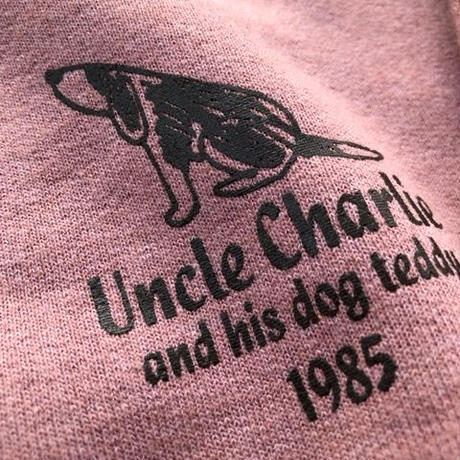 Uncle Charlie
and his dog teddy
1985